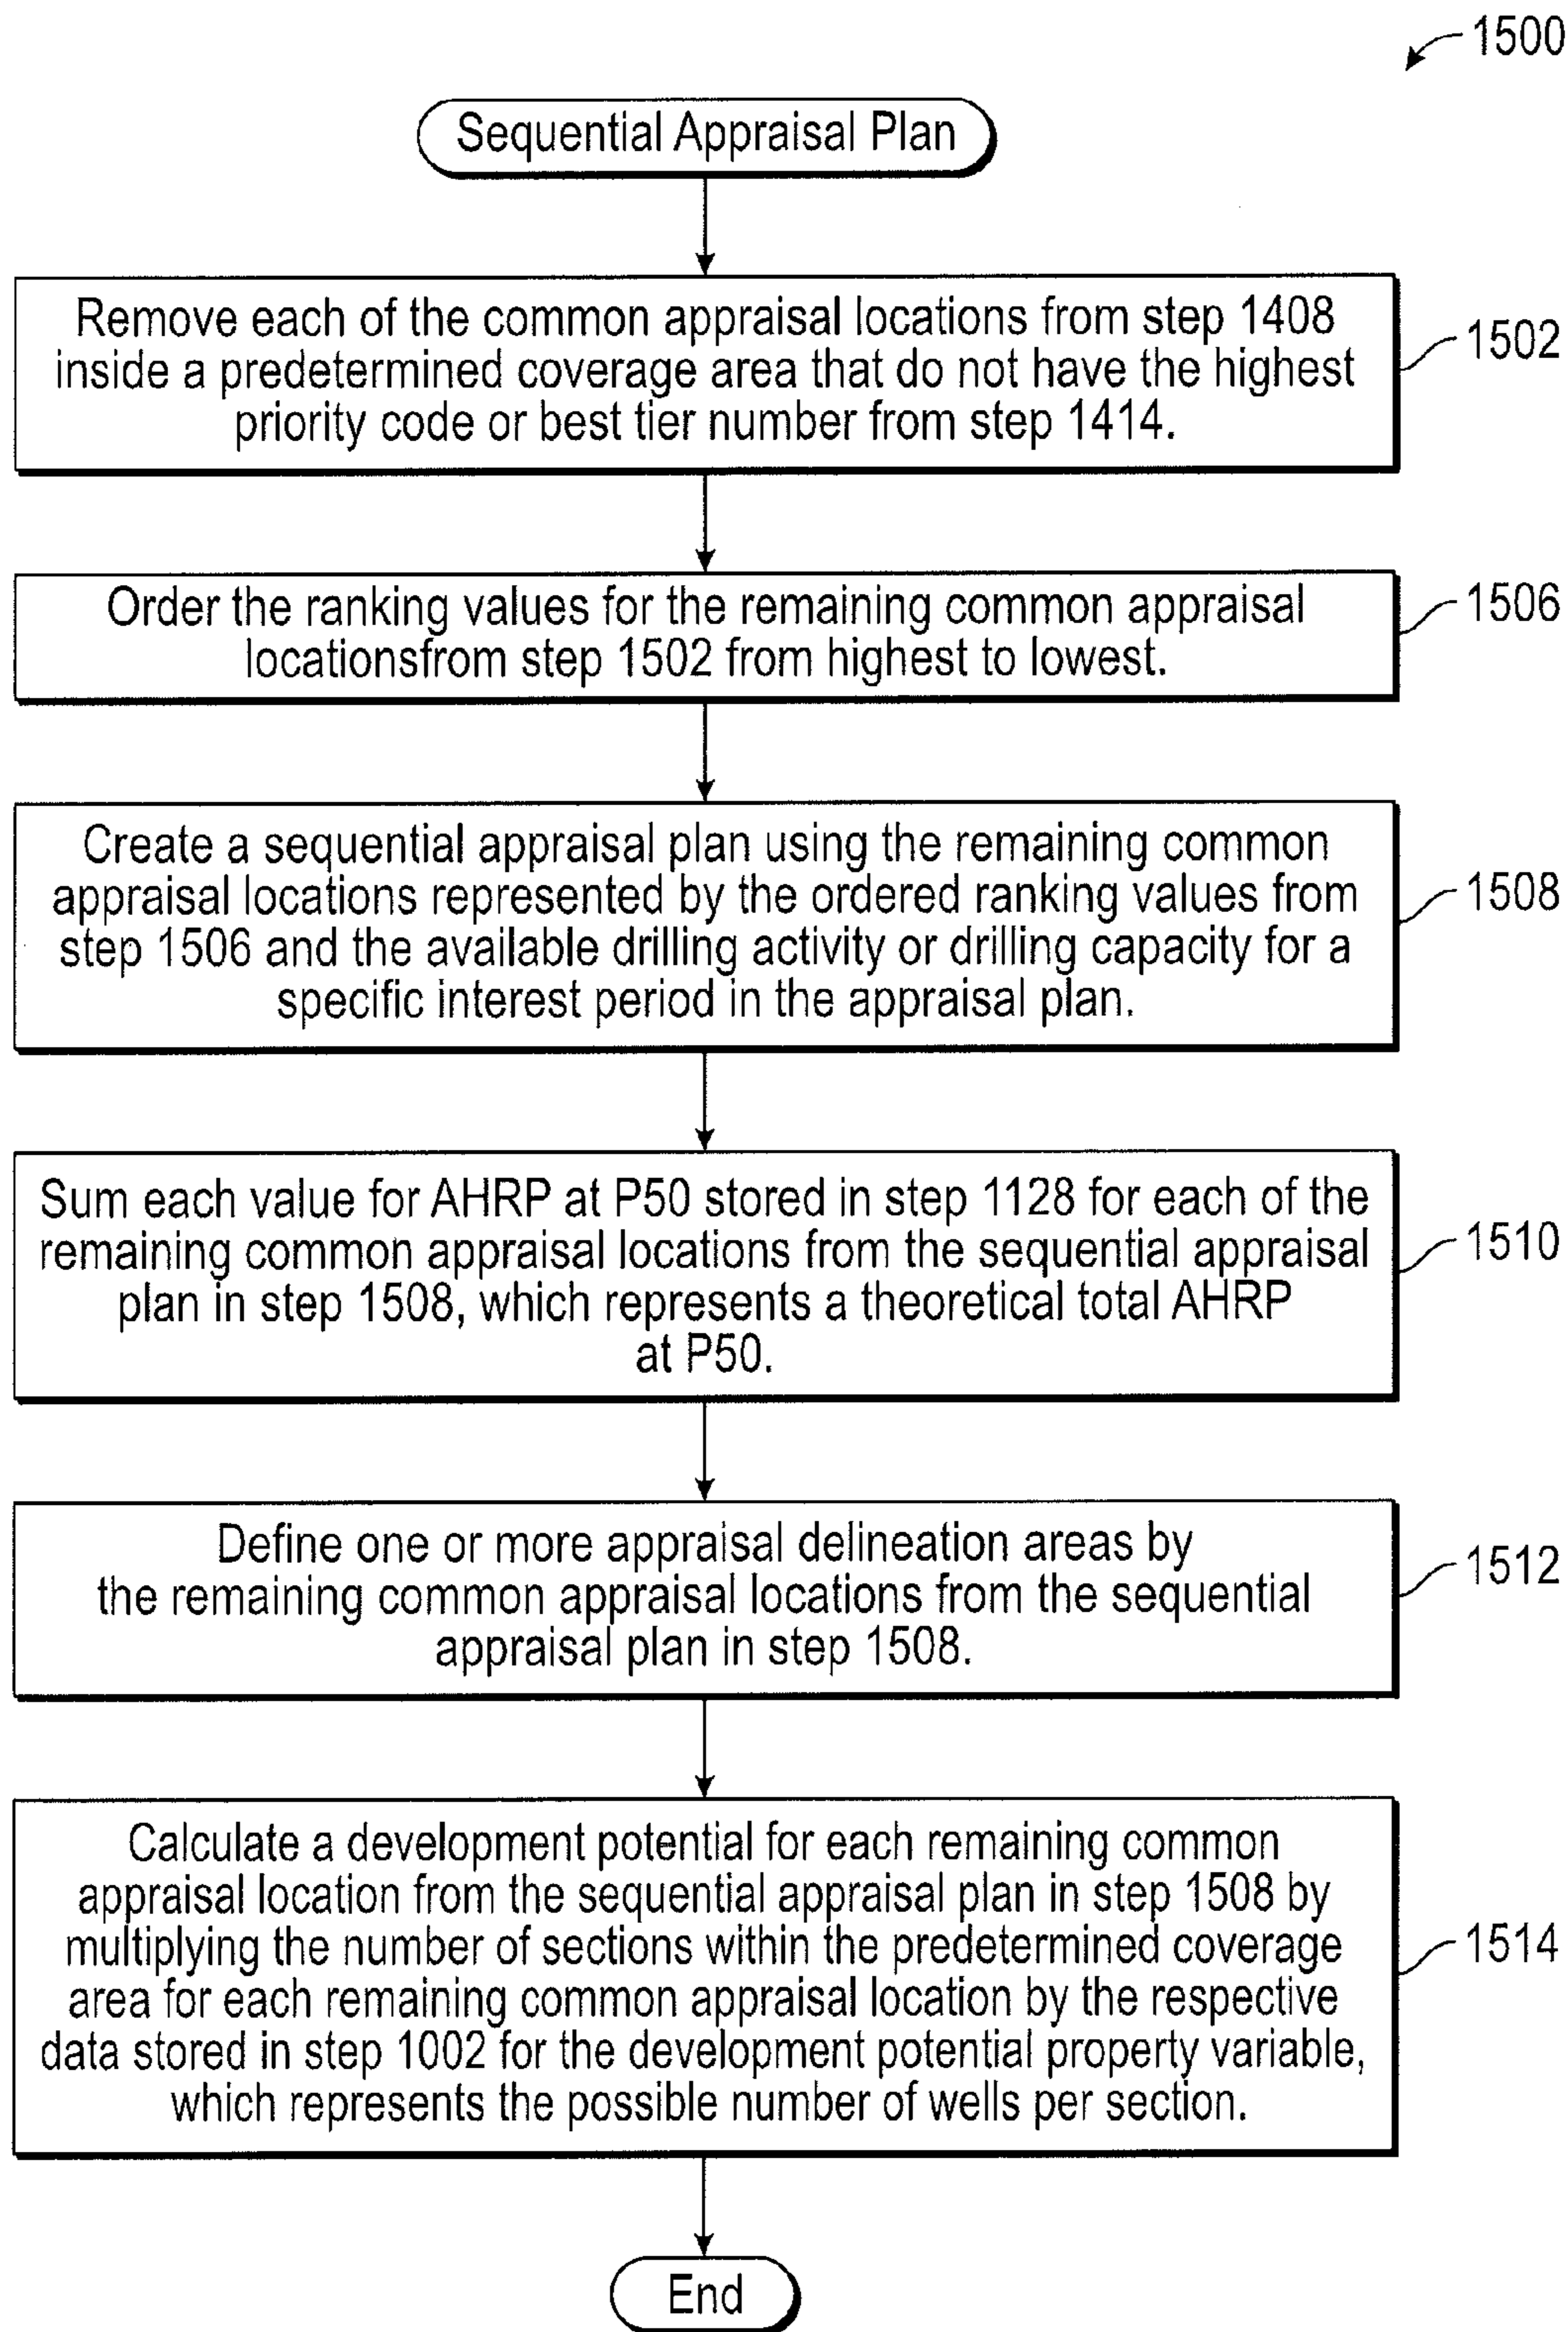 1500
Sequential Appraisal Plan
Remove each of the common appraisal locations from step 1408
inside a predetermined coverage area that do not have the highest
priority code or best tier number from step 1414.
1502
Order the ranking values for the remaining common appraisal
locationsfrom step 1502 from highest to lowest.
1506
Create a sequential appraisal plan using the remaining common
appraisal locations represented by the ordered ranking values from
step 1506 and the available drilling activity or drilling capacity for a
specific interest period in the appraisal plan.
1508
Sum each value for AHRP at P50 stored in step 1128 for each of the
remaining common appraisal locations from the sequential appraisal
plan in step 1508, which represents a theoretical total AHRP
at P50.
1510
Define one or more appraisal delineation areas by
the remaining common appraisal locations from the sequential
appraisal plan in step 1508.
1512
Calculate a development potential for each remaining common
appraisal location from the sequential appraisal plan in step 1508 by
multiplying the number of sections within the predetermined coverage
area for each remaining common appraisal location by the respective
data stored in step 1002 for the development potential property variable,
which represents the possible number of wells per section.
1514
End